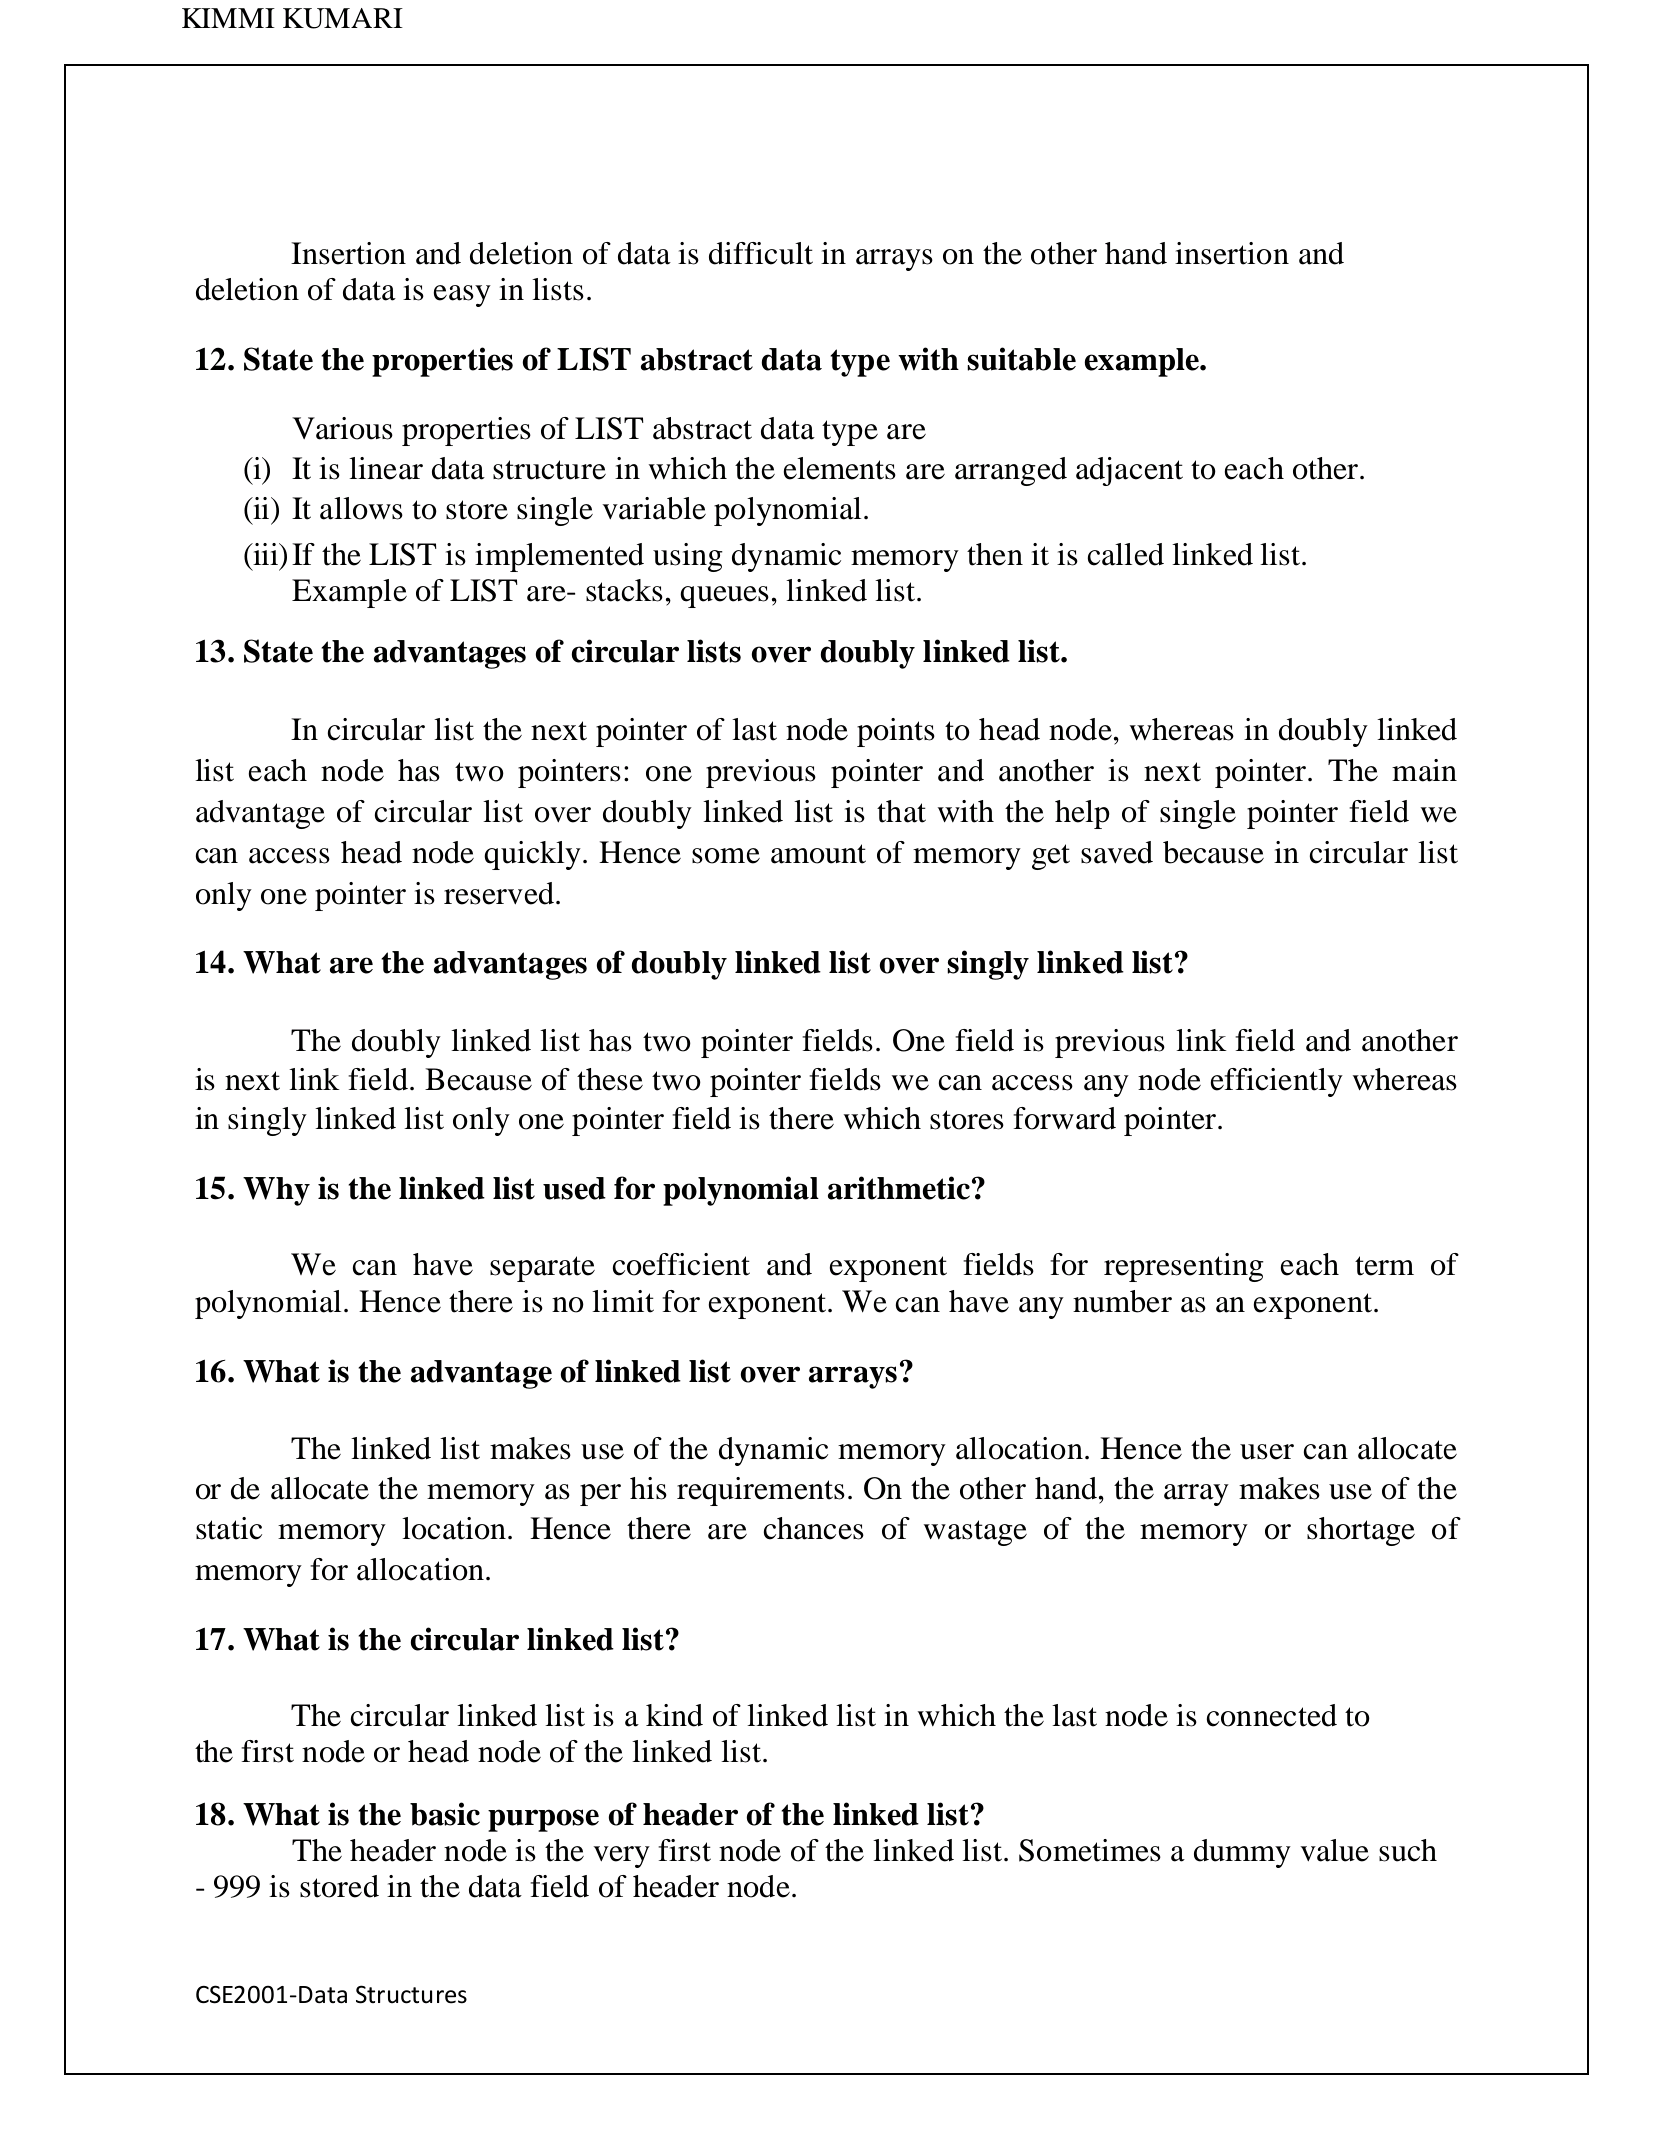 KIMMI KUMARI
Insertion and deletion of data is difficult in arrays on the other hand insertion and
deletion of data is easy in lists.
12. State the properties of LIST abstract data type with suitable example.
Various properties of LIST abstract data type are
(i) It is linear data structure in which the elements are arranged adjacent to each other.
(ii) It allows to store single variable polynomial.
(iii) If the LIST is implemented using dynamic memory then it is called linked list.
Example of LIST are- stacks, queues, linked list.
13. State the advantages of circular lists over doubly linked list.
In circular list the next pointer of last node points to head node, whereas in doubly linked
list each node has two pointers: one previous pointer and another is next pointer. The main
advantage of circular list over doubly linked list is that with the help of single pointer field we
can access head node quickly. Hence some amount of memory get saved because in circular list
only one pointer is reserved.
14. What are the advantages of doubly linked list over singly linked list?
The doubly linked list has two pointer fields. One field is previous link field and another
is next link field. Because of these two pointer fields we can access any node efficiently whereas
in singly linked list only one pointer field is there which stores forward pointer.
15. Why is the linked list used for polynomial arithmetic?
We can have separate coefficient and exponent fields for representing each term of
polynomial. Hence there is no limit for exponent. We can have any number as an exponent.
16. What is the advantage of linked list over arrays?
The linked list makes use of the dynamic memory allocation. Hence the user can allocate
or de allocate the memory as per his requirements. On the other hand, the array makes use of the
static memory location. Hence there are chances of wastage of the memory or shortage of
memory for allocation.
17. What is the circular linked list?
The circular linked list is a kind of linked list in which the last node is connected to
the first node or head node of the linked list.
18. What is the basic purpose of header of the linked list?
The header node is the very first node of the linked list. Sometimes a dummy value such
- 999 is stored in the data field of header node.
CSE2001-Data Structures